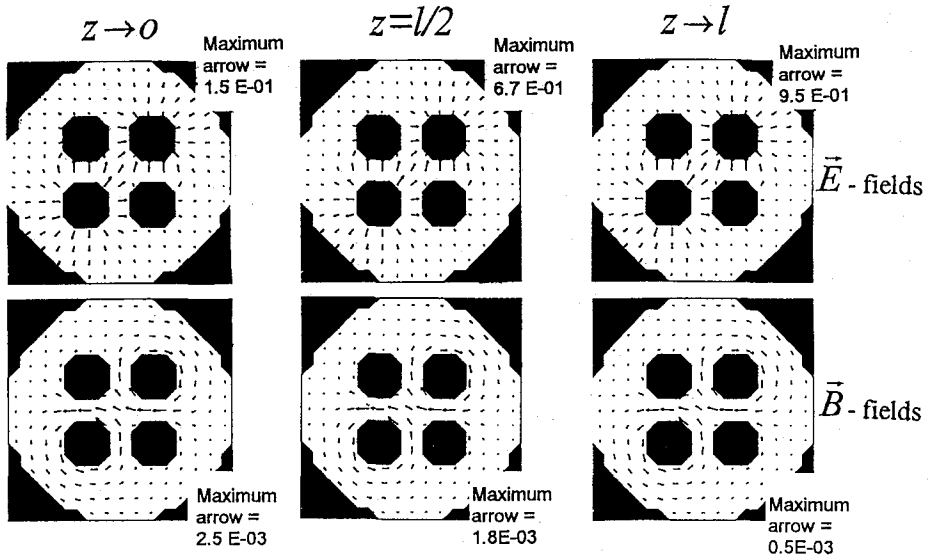 z→o
z=l/2
z→l
Maximum
arrow =
1.5 E-01
Maximum
arrow =
6.7 E-01
Maximum
arrow =
9.5 E-01
E - fields
B - fields
Maximum
arrow =
2.5 E-03
Maximum
arrow =
1.8E-03
Maximum
arrow =
0.5E-03